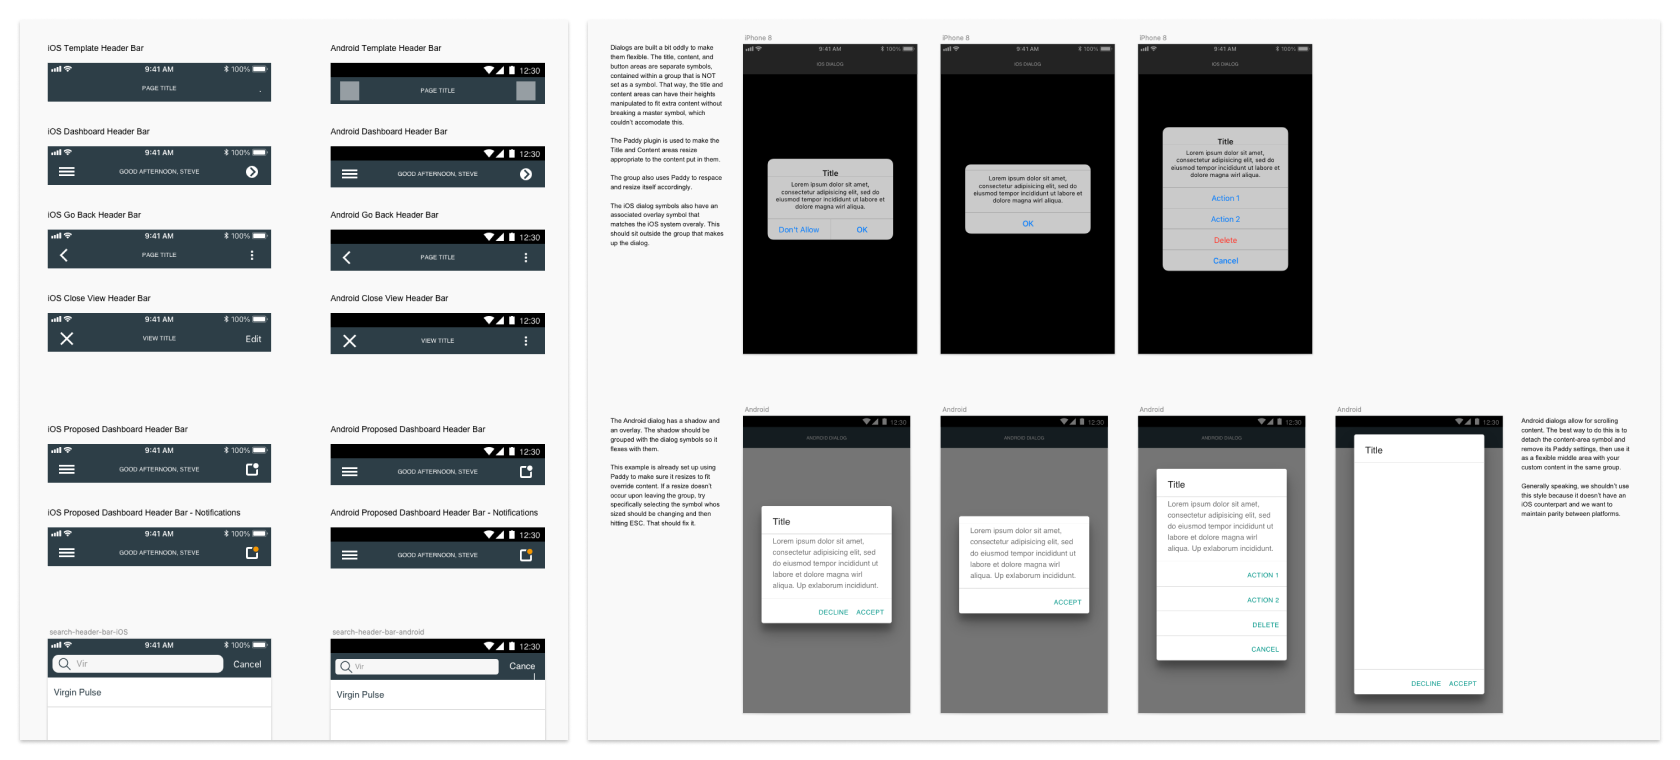 iOS Template Header Bar
9:41 AM
100%
PAGE TITLE
.
Android Template Header Bar
12:30
PAGE TITLE
iOS Dashboard Header Bar
9:41 AM
100%
GOOD AFTERNOON, STEVE
Android Dashboard Header Bar
12:30
GOOD AFTERNOON, STEVE
iOS Go Back Header Bar
9:41 AM
100%
PAGE TITLE
Android Go Back Header Bar
12:30
PAGE TITLE
iOS Close View Header Bar
9:41 AM
100%
VIEW TITLE
Edit
Android Close View Header Bar
12:30
VIEW TITLE
iOS Proposed Dashboard Header Bar
9:41 AM
100%
GOOD AFTERNOON, STEVE
Android Proposed Dashboard Header Bar
12:30
GOOD AFTERNOON, STEVE
iOS Proposed Dashboard Header Bar - Notifications
9:41 AM
100%
GOOD AFTERNOON, STEVE
Android Proposed Dashboard Header Bar - Notifications
12:30
GOOD AFTERNOON, STEVE
search-header-bar-iOS
9:41 AM
100%
Vir
Cancel
Virgin Pulse
search-header-bar-android
12:30
Vir
Cance
l
Virgin Pulse
Dialogs are built a bit oddly to make
them flexible. The title, content, and
button areas are separate symbols,
contained within a group that is NOT
set as a symbol. That way, the title and
content areas can have their heights
manipulated to fit extra content without
breaking a master symbol, which
couldn't accomodate this.
The Paddy plugin is used to make the
Title and Content areas resize
appropriate to the content put in them.
The group also uses Paddy to respace
and resize itself accordingly.
The iOS dialog symbols also have an
associated overlay symbol that
matches the iOS system overaly. This
should sit outside the group that makes
up the dialog.
iPhone 8
9:41 AM
100%
IOS DIALOG
Title
Lorem ipsum dolor sit amet,
consectetur adipisicing elit, sed do
eiusmod tempor incididunt ut labore et
dolore magna wirl aliqua.
Don't Allow
OK
iPhone 8
9:41 AM
100%
IOS DIALOG
Lorem ipsum dolor sit amet,
consectetur adipisicing elit, sed do
eiusmod tempor incididunt ut labore et
dolore magna wirl aliqua.
OK
iPhone 8
9:41 AM
100%
IOS DIALOG
Title
Lorem ipsum dolor sit amet,
consectetur adipisicing elit, sed do
eiusmod tempor incididunt ut labore et
dolore magna wirl aliqua.
Action 1
Action 2
Delete
Cancel
The Android dialog has a shadow and
an overlay. The shadow should be
grouped with the dialog symbols so it
flexes with them.
This example is already set up using
Paddy to make sure it resizes to fit
override content. If a resize doesn't
occur upon leaving the group, try
specifically selecting the symbol whos
sized should be changing and then
hitting ESC. That should fix it.
Android
12:30
ANDROID DIALOG
Title
Lorem ipsum dolor sit amet,
consectetur adipisicing elit, sed
do eiusmod tempor incididunt ut
labore et dolore magna wirl
aliqua. Up exlaborum incididunt.
DECLINE
ACCEPT
Android
12:30
ANDROID DIALOG
Lorem ipsum dolor sit amet,
consectetur adipisicing elit, sed
do eiusmod tempor incididunt ut
labore et dolore magna wirl
aliqua. Up exlaborum incididunt.
ACCEPT
Android
12:30
ANDROID DIALOG
Title
Lorem ipsum dolor sit amet,
consectetur adipisicing elit, sed
do eiusmod tempor incididunt ut
labore et dolore magna wirl
aliqua. Up exlaborum incididunt.
ACTION 1
ACTION 2
DELETE
CANCEL
Android
12:30
Title
DECLINE
ACCEPT
Android dialogs allow for scrolling
content. The best way to do this is to
detach the content-area symbol and
remove its Paddy settings, then use it
as a flexible middle area with your
custom content in the same group.
Generally speaking, we shouldn't use
this style because it doesn't have an
iOS counterpart and we want to
maintain parity between platforms.